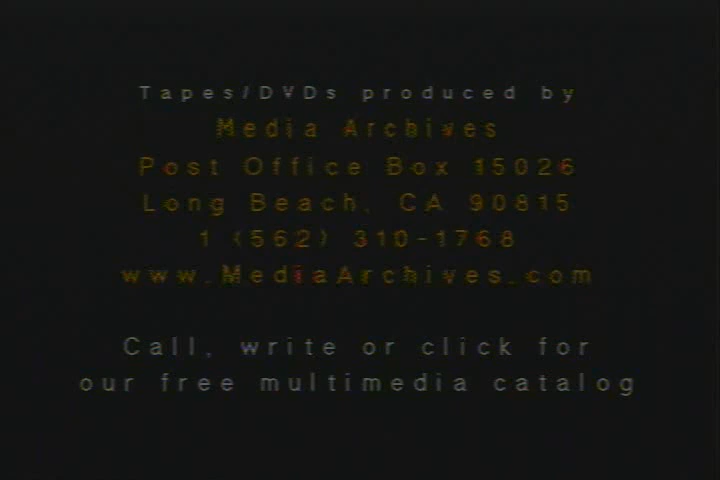 Tapes/DVDs produced by
Media Archives
Post Office Box 15026
Long Beach, CA 90815
1 (562) 310-1768
www.MediaArchives.com
Call, write or click for
our free multimedia catalog